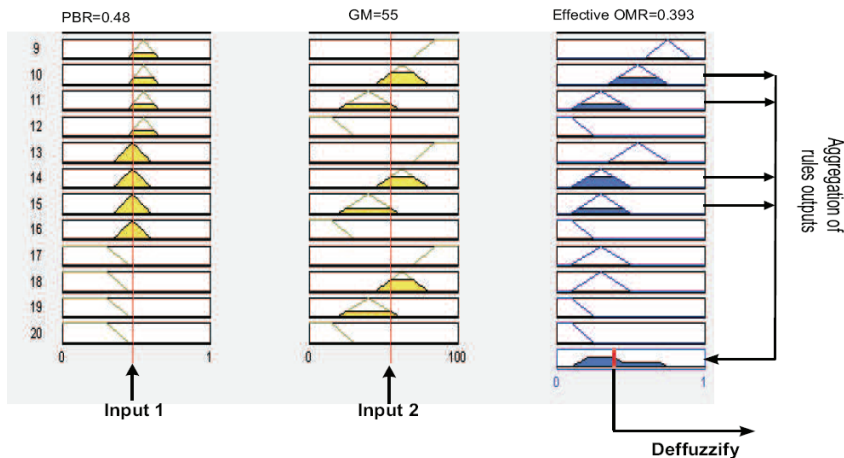 PBR=0.48
GM=55
Effective OMR=0.393
9
10
11
12
13
14
15
16
17
18
19
20
0
1
0
100
0
1
Input 1
Input 2
Aggregation of
rules outputs
Deffuzzify